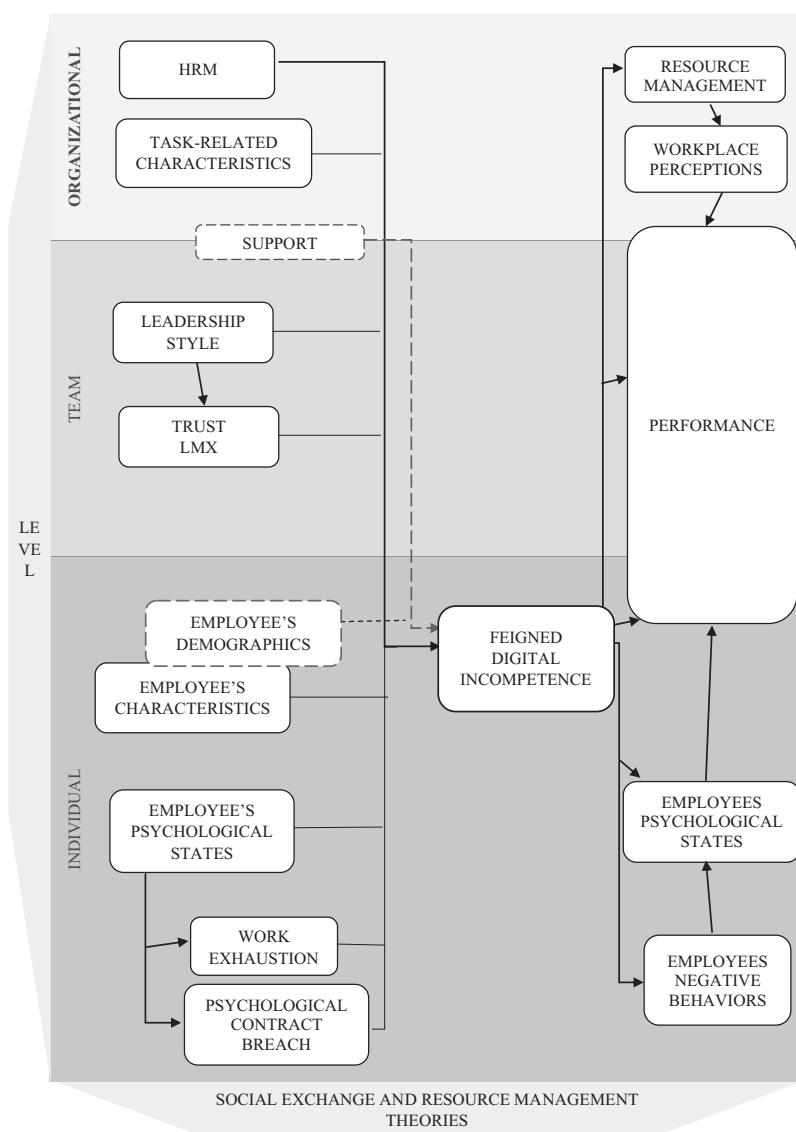 ORGANIZATIONAL
HRM
TASK-RELATED
CHARACTERISTICS
SUPPORT
RESOURCE
MANAGEMENT
WORKPLACE
PERCEPTIONS
TEAM
LEADERSHIP
STYLE
TRUST
LMX
PERFORMANCE
LE
VE
L
INDIVIDUAL
EMPLOYEE'S
DEMOGRAPHICS
EMPLOYEE'S
CHARACTERISTICS
FEIGNED
DIGITAL
INCOMPETENCE
EMPLOYEE'S
PSYCHOLOGICAL
STATES
WORK
EXHAUSTION
PSYCHOLOGICAL
CONTRACT
BREACH
EMPLOYEES
PSYCHOLOGICAL
STATES
EMPLOYEES
NEGATIVE
BEHAVIORS
SOCIAL EXCHANGE AND RESOURCE MANAGEMENT
THEORIES